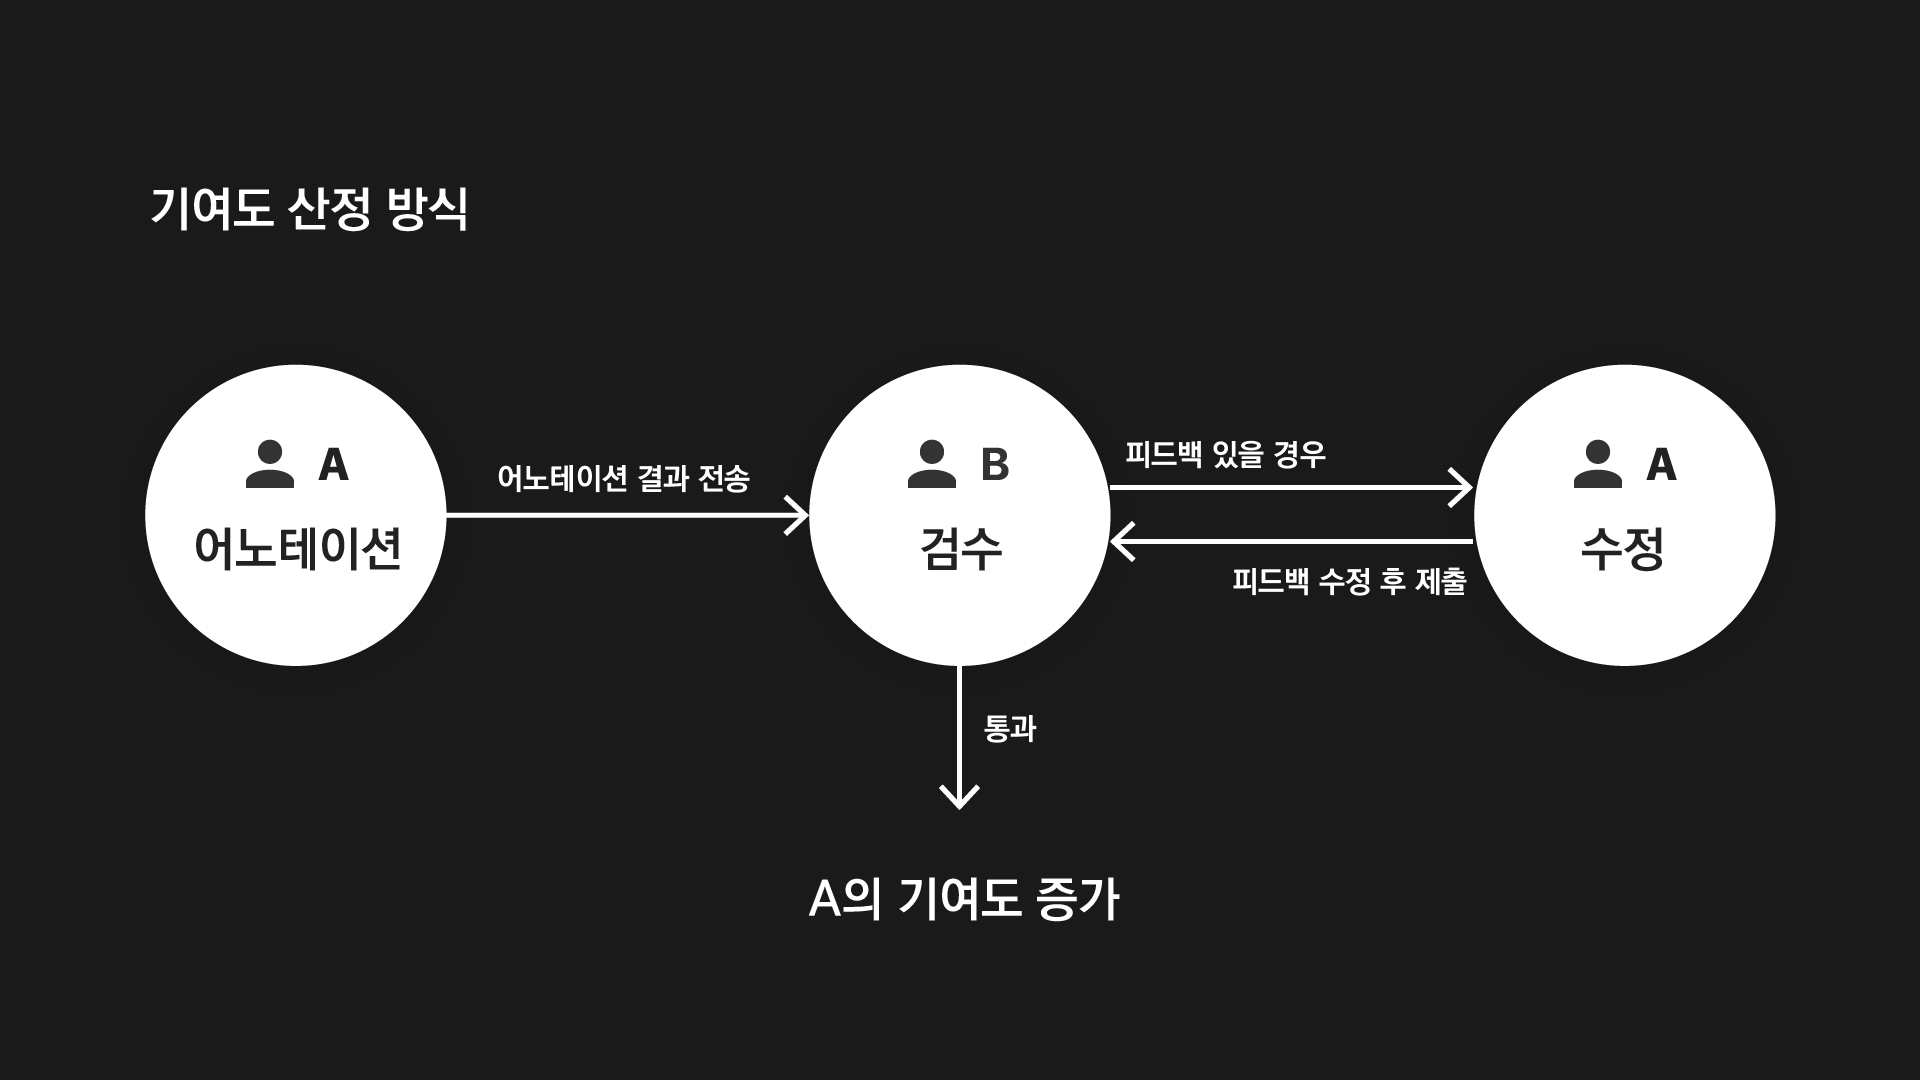 기여도 산정 방식
A
어노테이션
어노테이션 결과 전송
B
검수
피드백 있을 경우
피드백 수정 후 제출
A
수정
통과
A의 기여도 증가